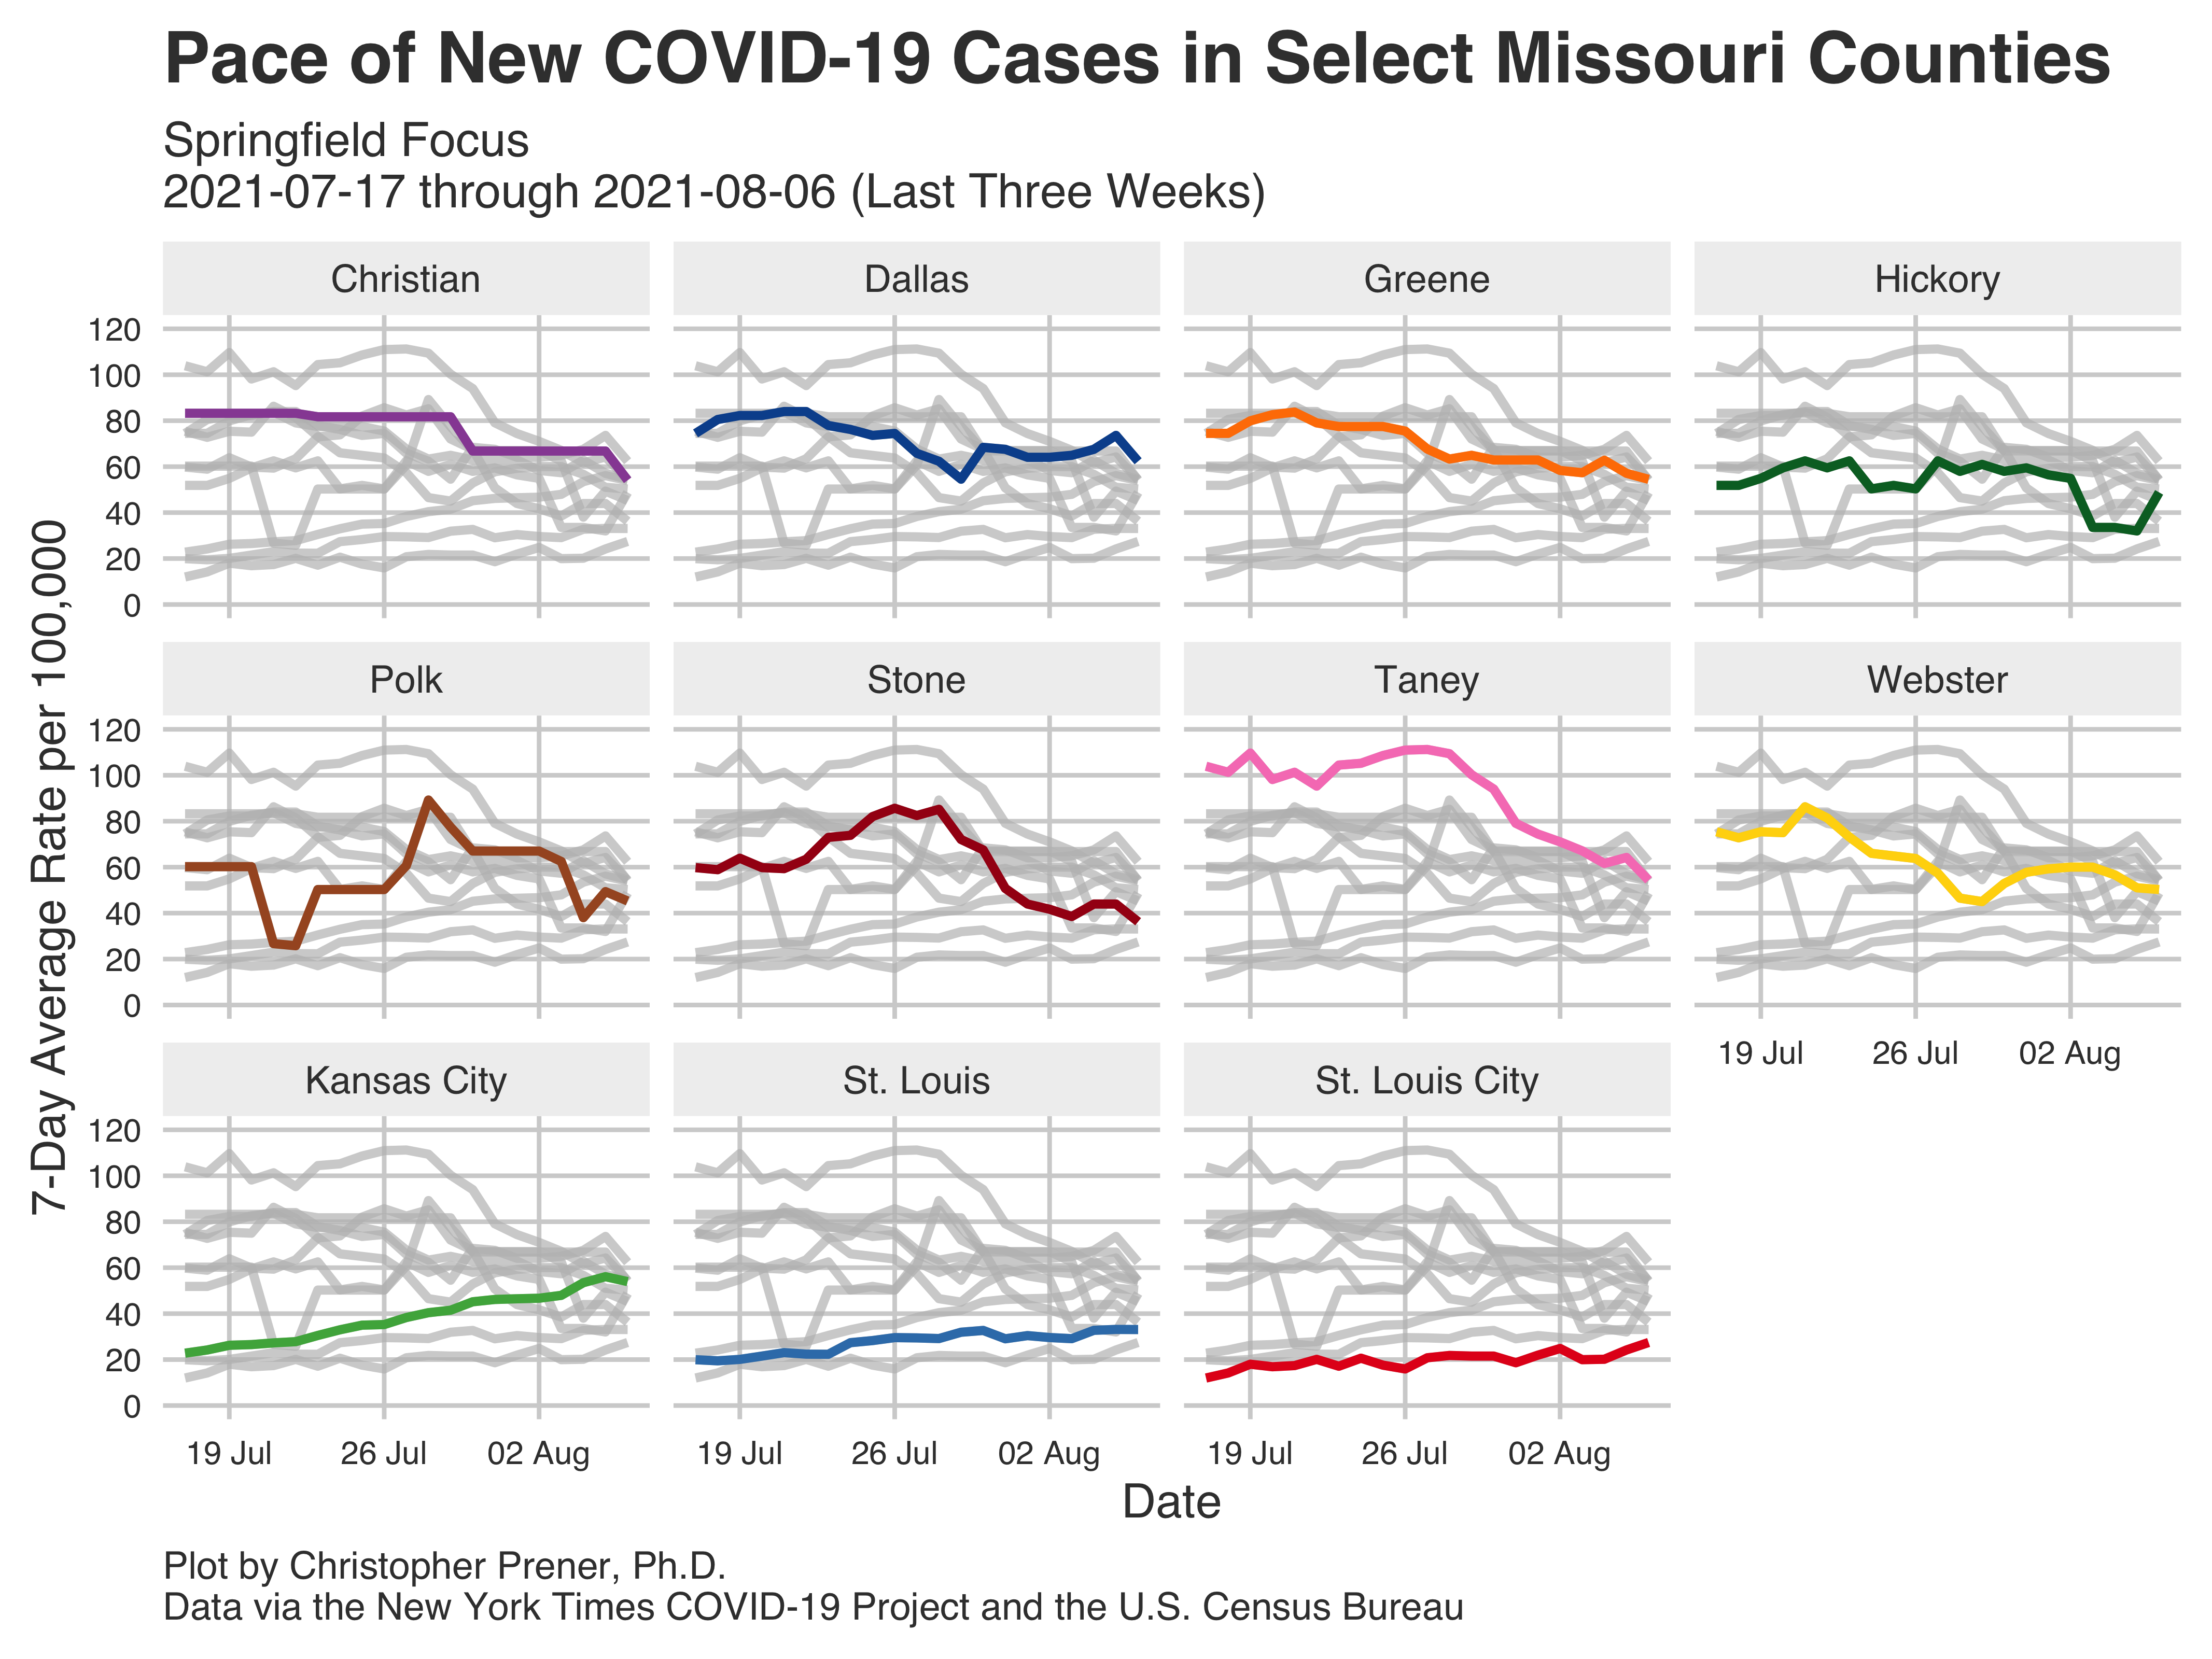 Pace of New COVID-19 Cases in Select Missouri Counties
Springfield Focus
2021-07-17 through 2021-08-06 (Last Three Weeks)
7-Day Average Rate per 100,000
Christian
Dallas
Greene
Hickory
120
100
80
60
40
20
0
Polk
Stone
Taney
Webster
120
100
80
60
40
20
0
19 Jul
26 Jul
02 Aug
Kansas City
St. Louis
St. Louis City
120
100
80
60
40
20
0
19 Jul
26 Jul
02 Aug
19 Jul
26 Jul
02 Aug
19 Jul
26 Jul
02 Aug
Date
Plot by Christopher Prener, Ph.D.
Data via the New York Times COVID-19 Project and the U.S. Census Bureau